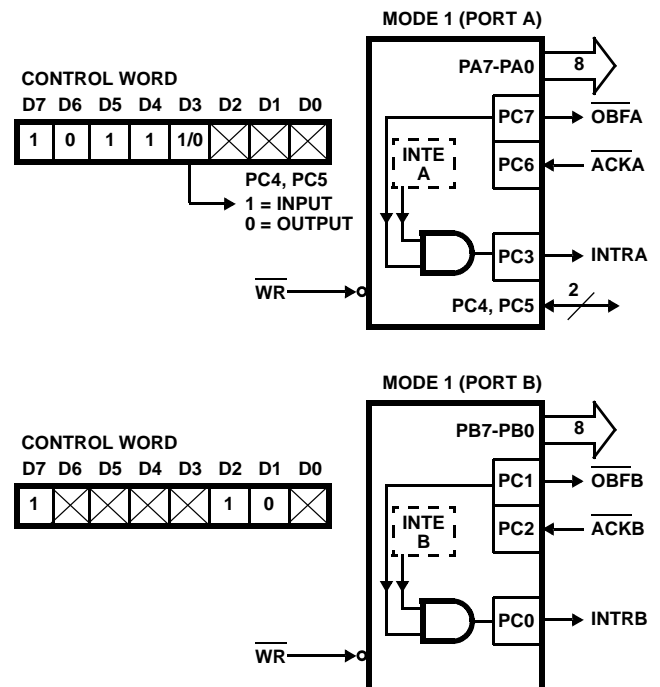 MODE 1 (PORT A)
CONTROL WORD
D7 D6 D5 D4 D3 D2 D1 D0
1 0 1 1 1/0
PC4, PC5
1 = INPUT
0 = OUTPUT
PA7-PA0
8
PC7
OBFA
INTE
A
PC6
ACKA
PC3
INTRA
WR
PC4, PC5
2
MODE 1 (PORT B)
CONTROL WORD
D7 D6 D5 D4 D3 D2 D1 D0
1 1 0
PB7-PB0
8
PC1
OBFB
INTE
B
PC2
ACKB
PC0
INTRB
WR